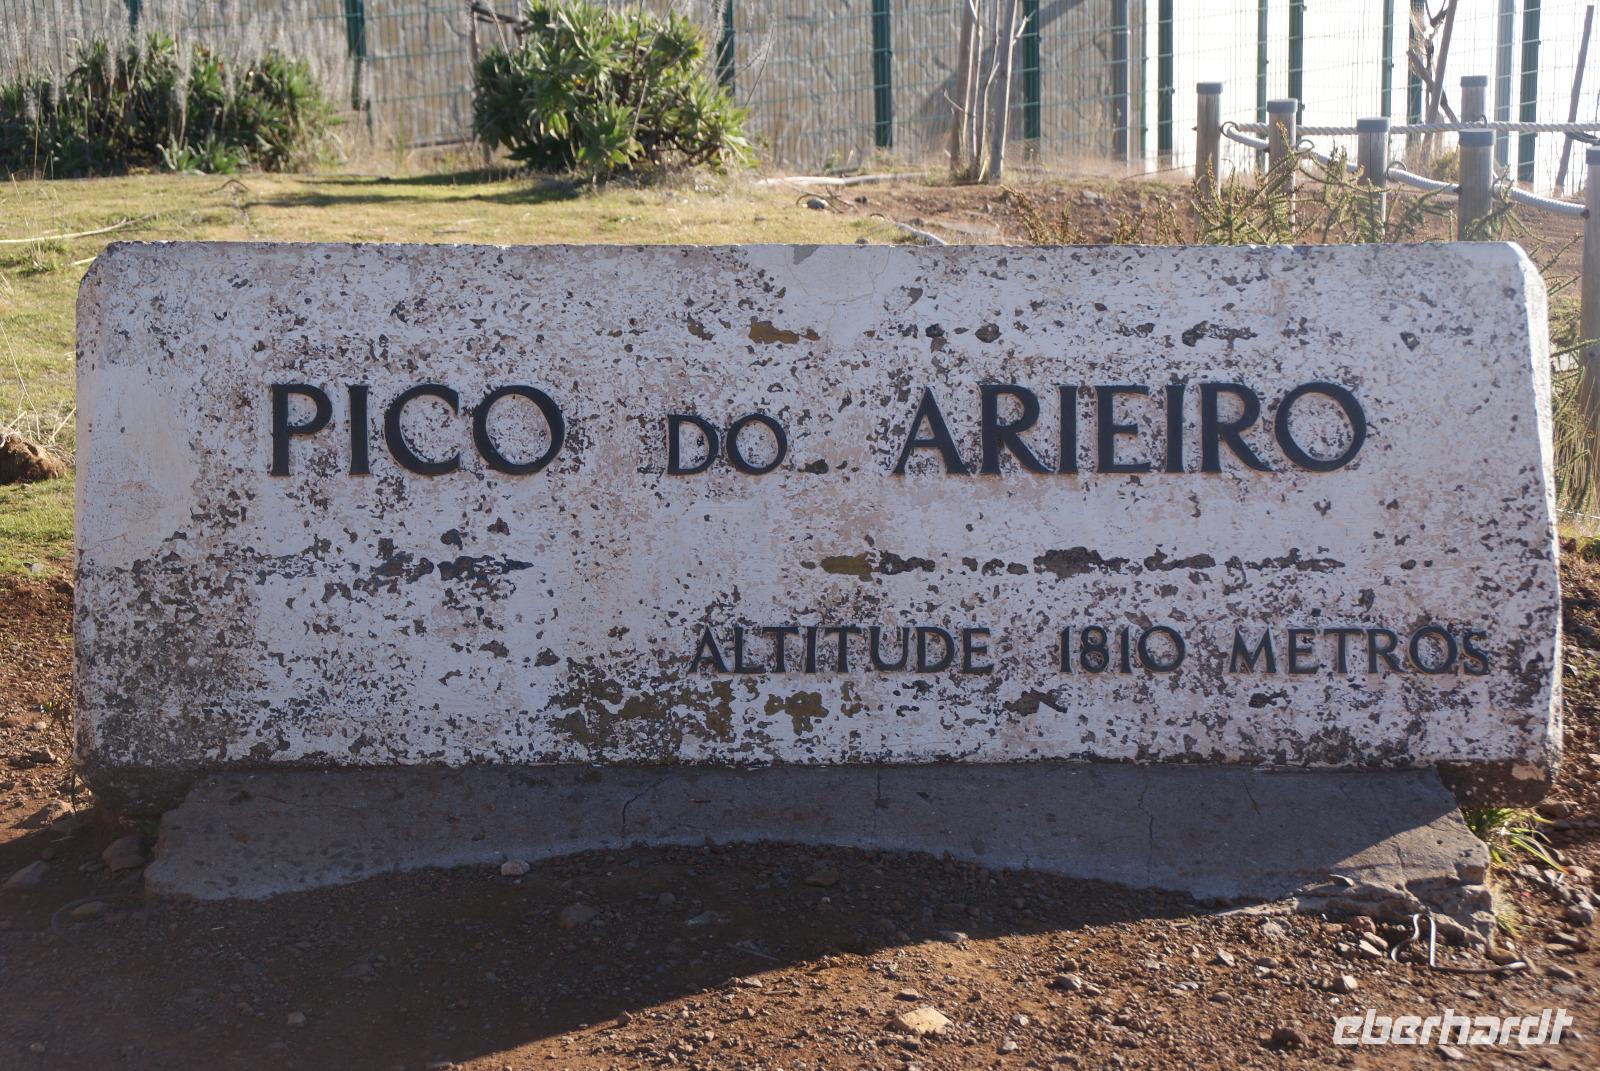 PICO DO ARIEIRO
ALTITUDE 1810 METROS
eberhardt